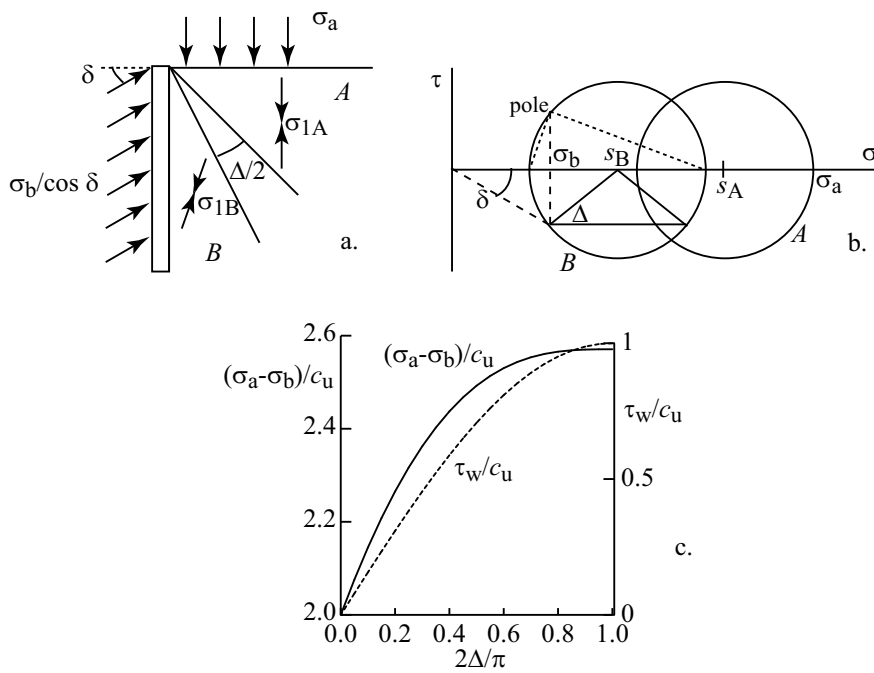 σa
δ
A
σ1A
Δ/2
σb/cos δ
σ1B
B
a.
τ
pole
σb
sB
σ
δ
sA
σa
Δ
A
B
b.
2.6
(σa-σb)/cu
1
(σa-σb)/cu
τw/cu
2.4
τw/cu
0.5
2.2
c.
2.0
0
0.0
0.2
0.4
0.6
0.8
1.0
2Δ/π